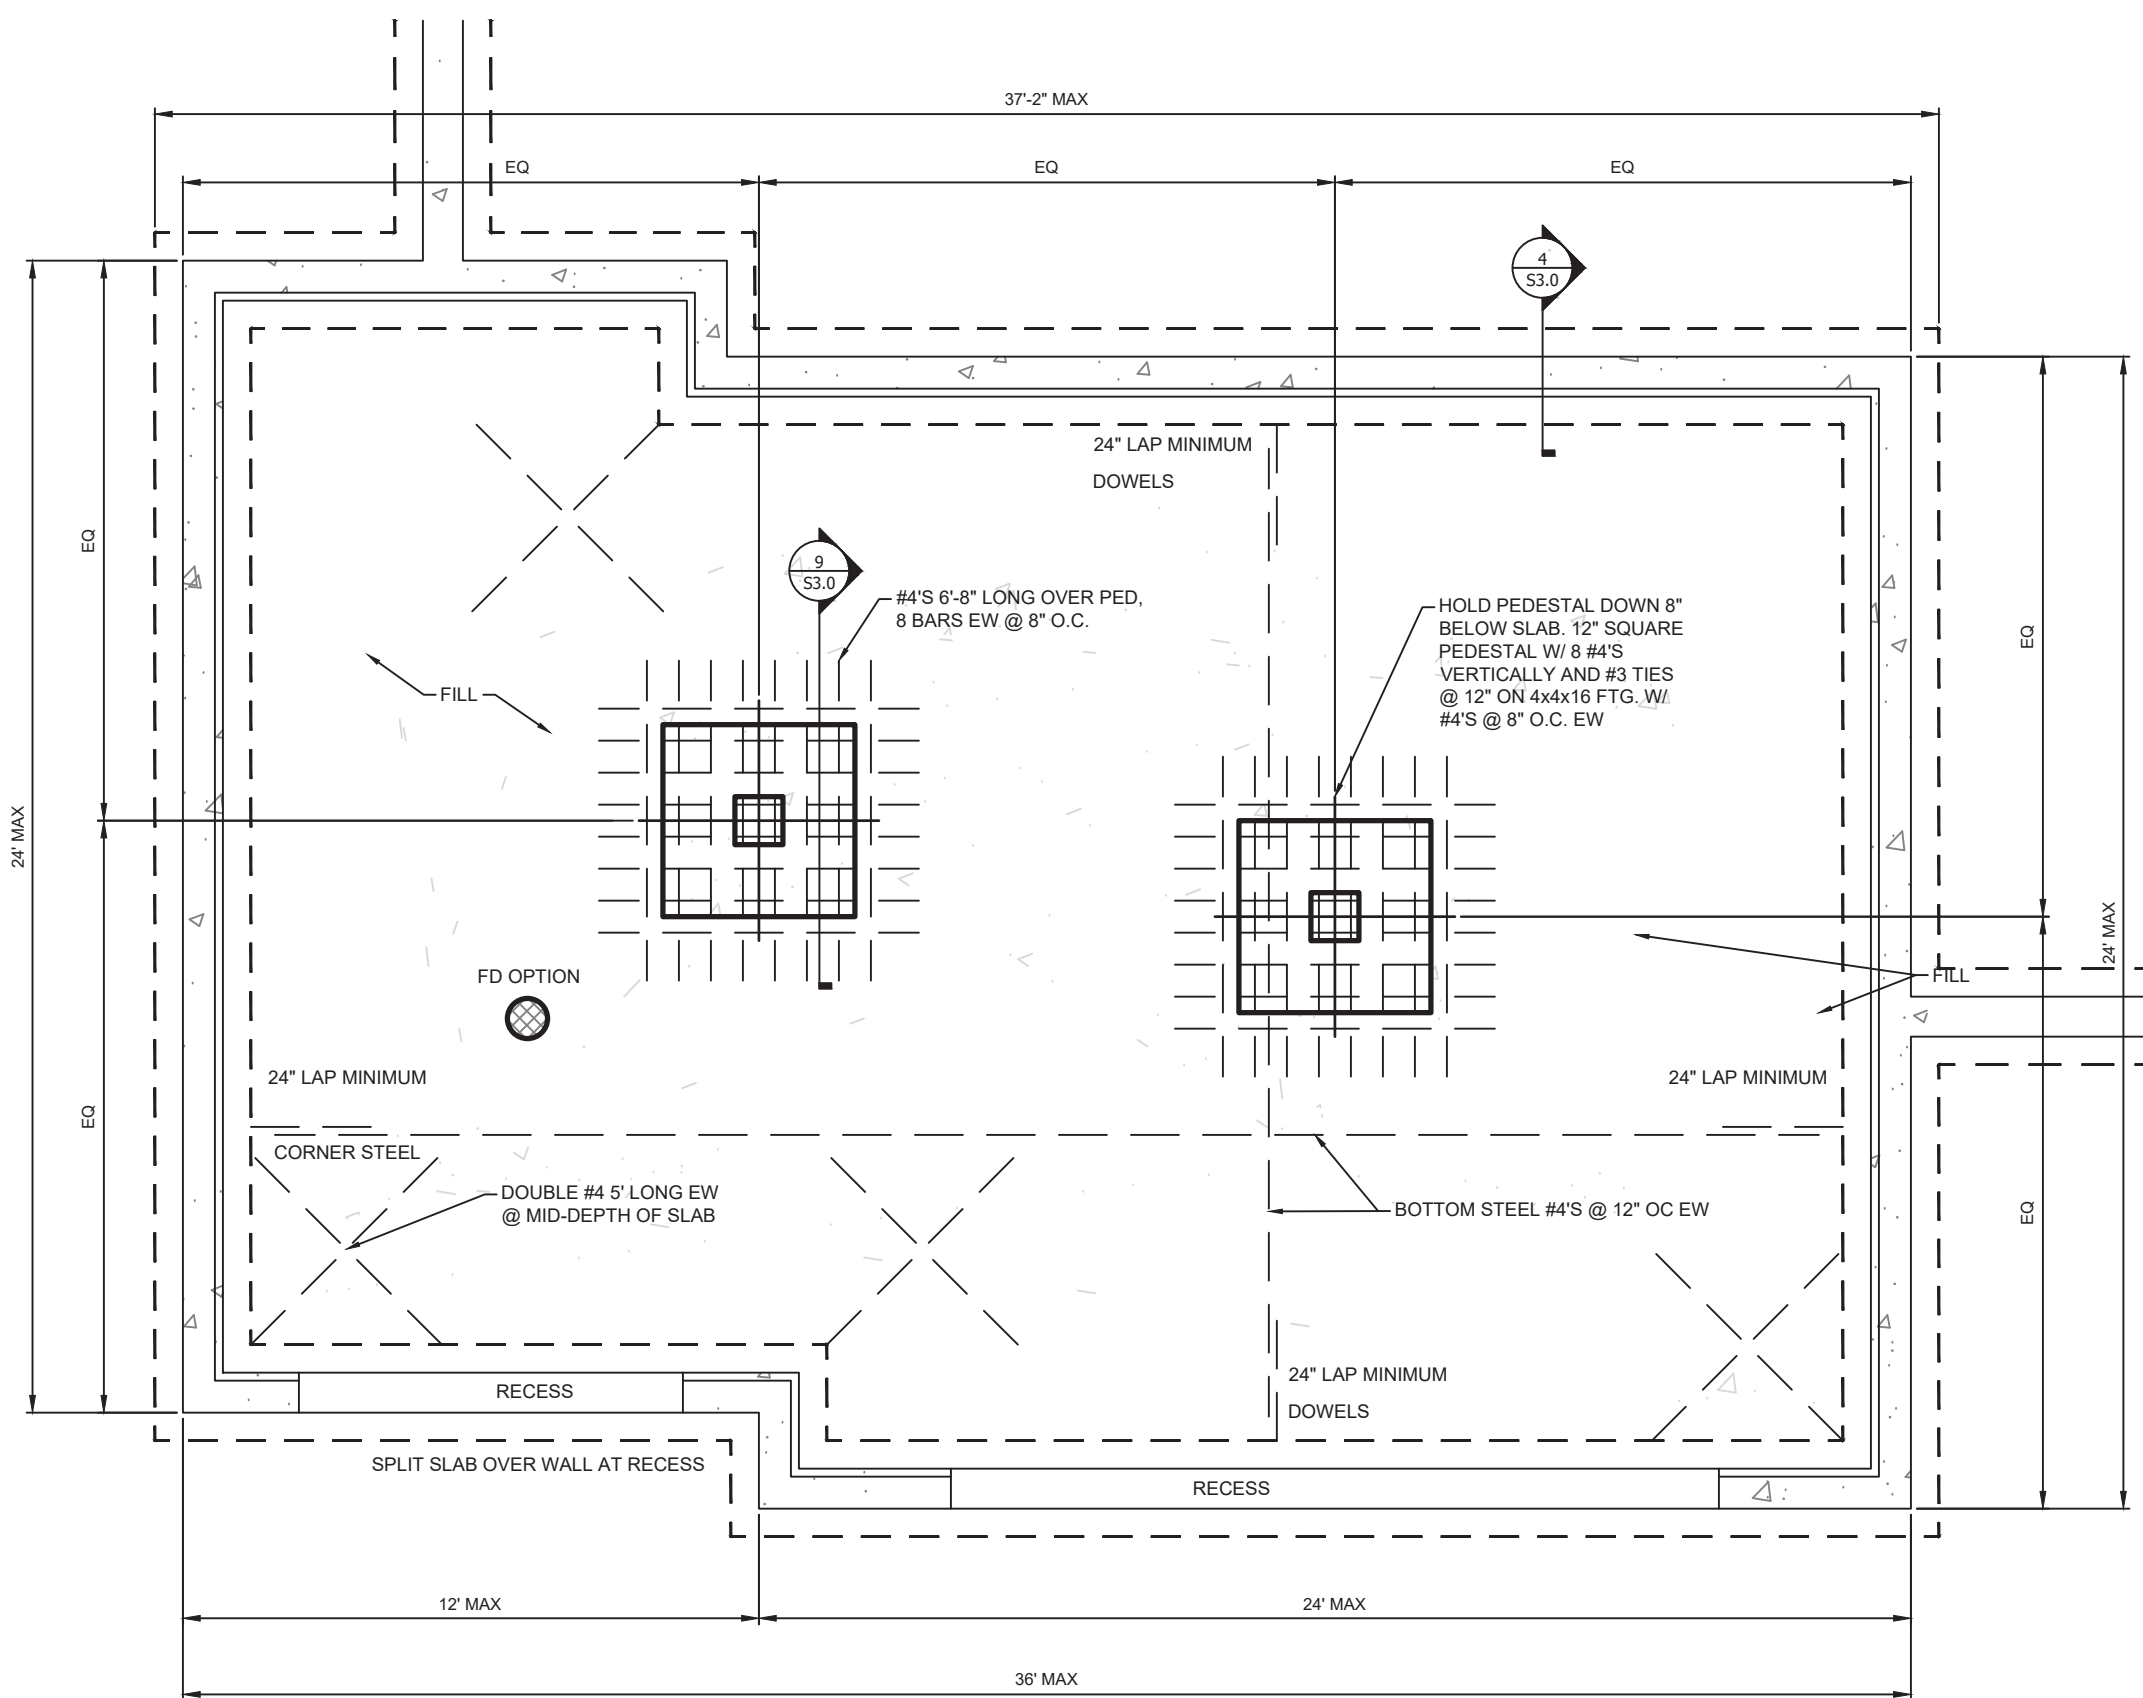 37'-2" MAX
EQ
EQ
EQ
4
S3.0
24" LAP MINIMUM
DOWELS
EQ
9
S3.0
#4'S 6'-8" LONG OVER PED,
8 BARS EW @ 8" O.C.
HOLD PEDESTAL DOWN 8"
BELOW SLAB. 12" SQUARE
PEDESTAL W/ 8 #4'S
VERTICALLY AND #3 TIES
@ 12" ON 4x4x16 FTG. W/
#4'S @ 8" O.C. EW
EQ
FILL
24' MAX
24' MAX
FD OPTION
FILL
24" LAP MINIMUM
24" LAP MINIMUM
EQ
CORNER STEEL
DOUBLE #4 5' LONG EW
@ MID-DEPTH OF SLAB
BOTTOM STEEL #4'S @ 12" OC EW
EQ
24" LAP MINIMUM
RECESS
DOWELS
SPLIT SLAB OVER WALL AT RECESS
RECESS
12' MAX
24' MAX
36' MAX